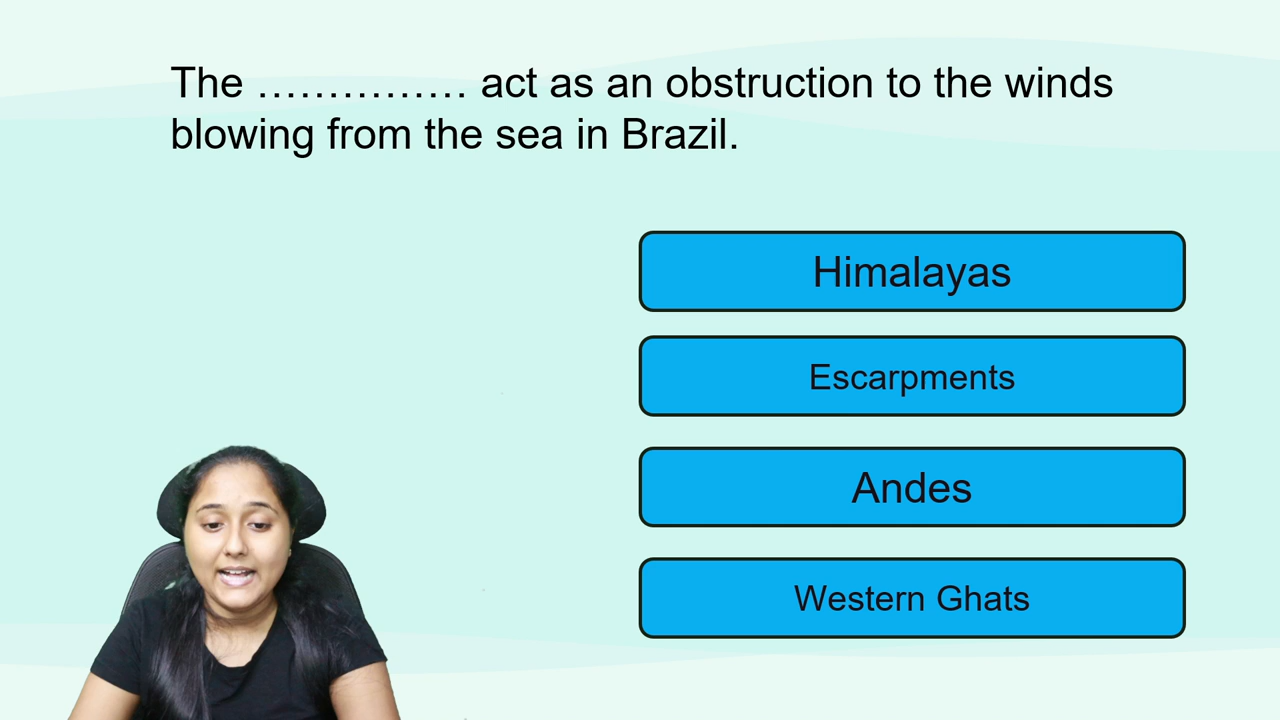 The …………… act as an obstruction to the winds
blowing from the sea in Brazil.
Himalayas
Escarpments
Andes
Western Ghats